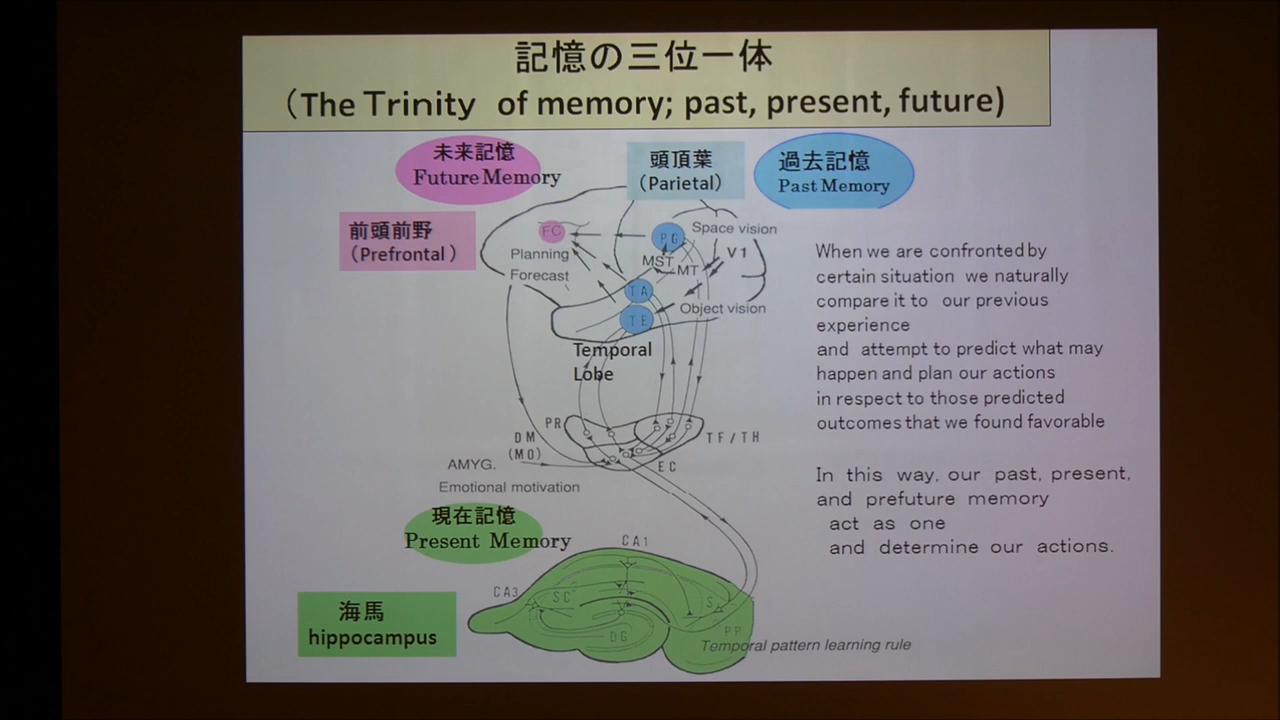 記憶の三位一体
（The Trinity of memory; past, present, future)
未来記憶
Future Memory
頭頂葉
（Parietal）
過去記憶
Past Memory
前頭前野
（Prefrontal）
FC
Planning
Forecast
PG
Space vision
V1
MST
MT
TA
TE
Object vision
Temporal
Lobe
PR
DM
(MO)
TF/TH
EC
AMYG.
Emotional motivation
現在記憶
Present Memory
CA1
CA3
SC
S
DG
PP
海馬
hippocampus
Temporal pattern learning rule
When we are confronted by
certain situation we naturally
compare it to our previous
experience
and attempt to predict what may
happen and plan our actions
in respect to those predicted
outcomes that we found favorable
In this way, our past, present,
and prefuture memory
act as one
and determine our actions.